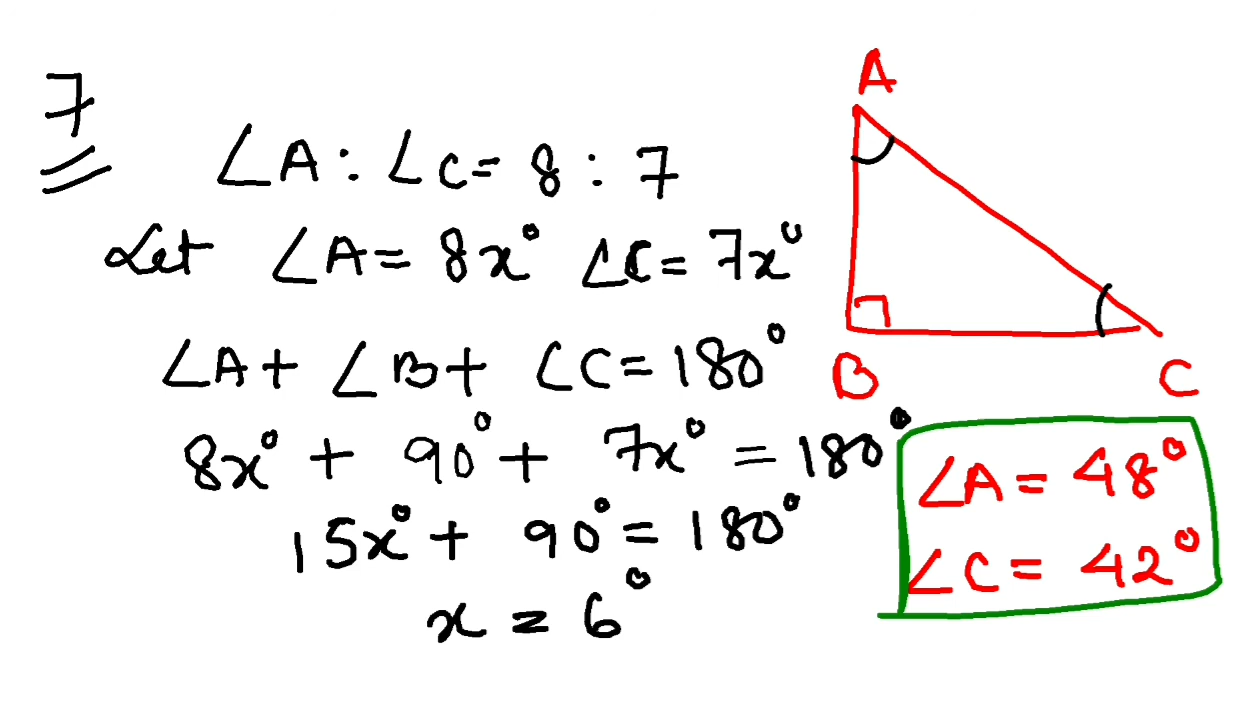 7
∠A : ∠C = 8 : 7
Let ∠A = 8x° ∠C = 7x°
∠A + ∠B + ∠C = 180°
8x° + 90° + 7x° = 180°
15x° + 90° = 180°
x = 6°
A
B
C
∠A = 48°
∠C = 42°